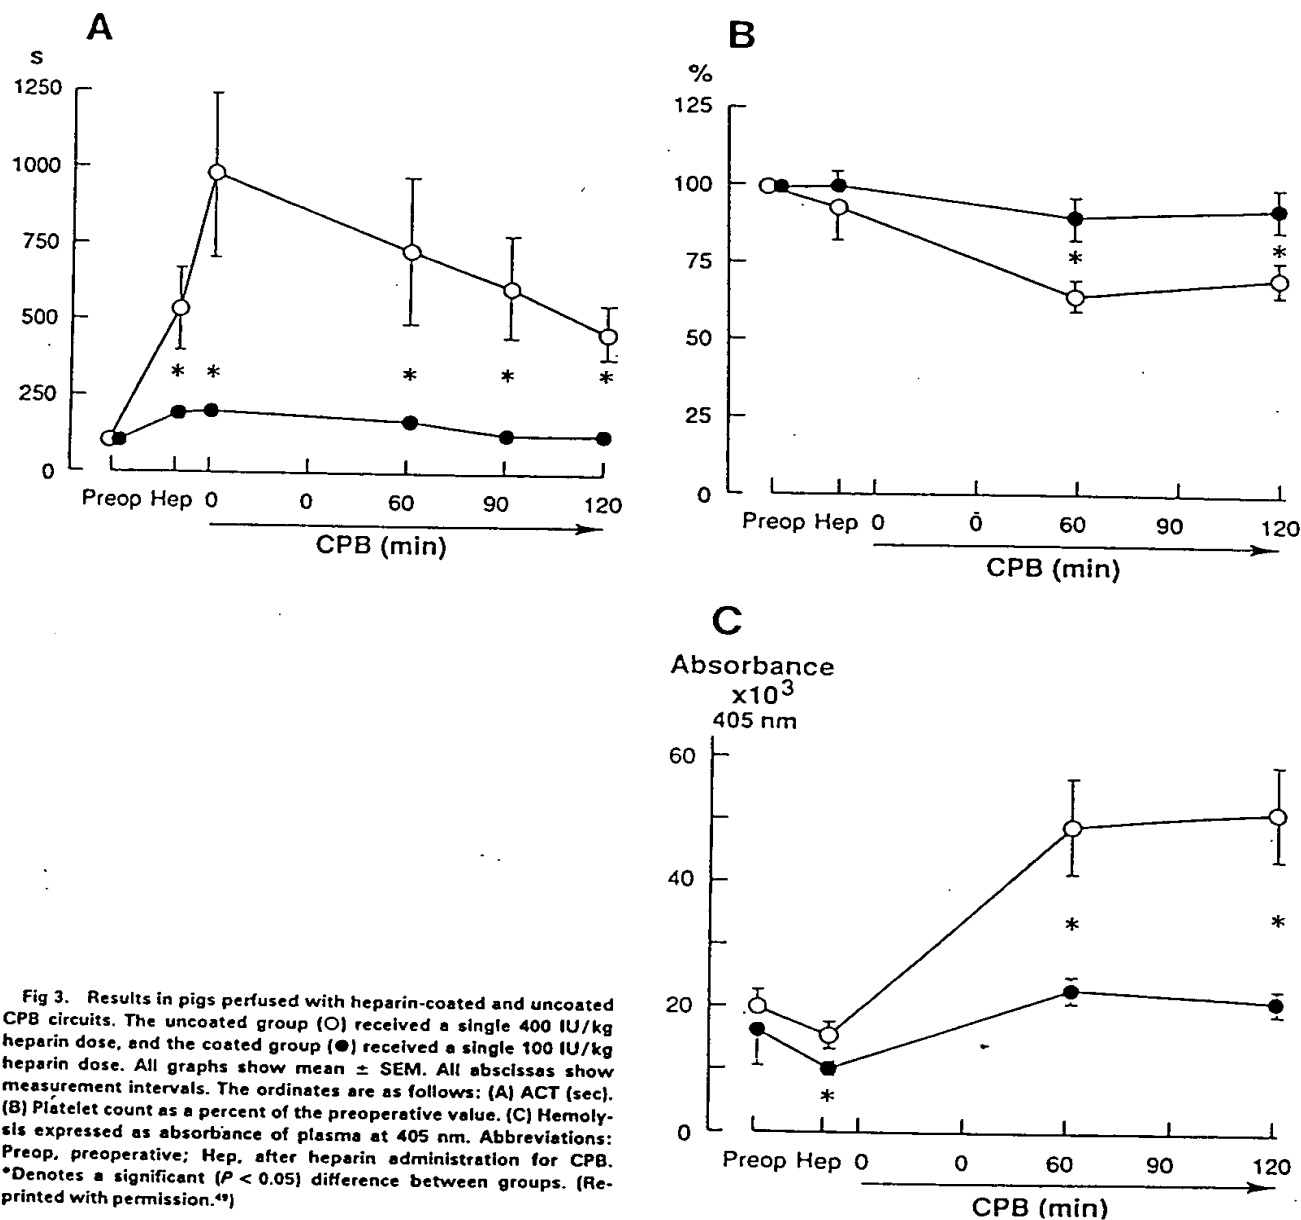 A
s
1250
1000
750
500
250
0
Preop Hep 0 0 60 90 120
CPB (min)
* * * * *
B
%
125
100
75
50
25
0
* *
Preop Hep 0 0 60 90 120
CPB (min)
C
Absorbance
x10³
405 nm
60
40
20
0
* * *
Preop Hep 0 0 60 90 120
CPB (min)
Fig 3. Results in pigs perfused with heparin-coated and uncoated
CPB circuits. The uncoated group (○) received a single 400 IU/kg
heparin dose, and the coated group (●) received a single 100 IU/kg
heparin dose. All graphs show mean ± SEM. All abscissas show
measurement intervals. The ordinates are as follows: (A) ACT (sec).
(B) Platelet count as a percent of the preoperative value. (C) Hemoly-
sis expressed as absorbance of plasma at 405 nm. Abbreviations:
Preop, preoperative; Hep, after heparin administration for CPB.
*Denotes a significant (P < 0.05) difference between groups. (Re-
printed with permission.⁴⁹)